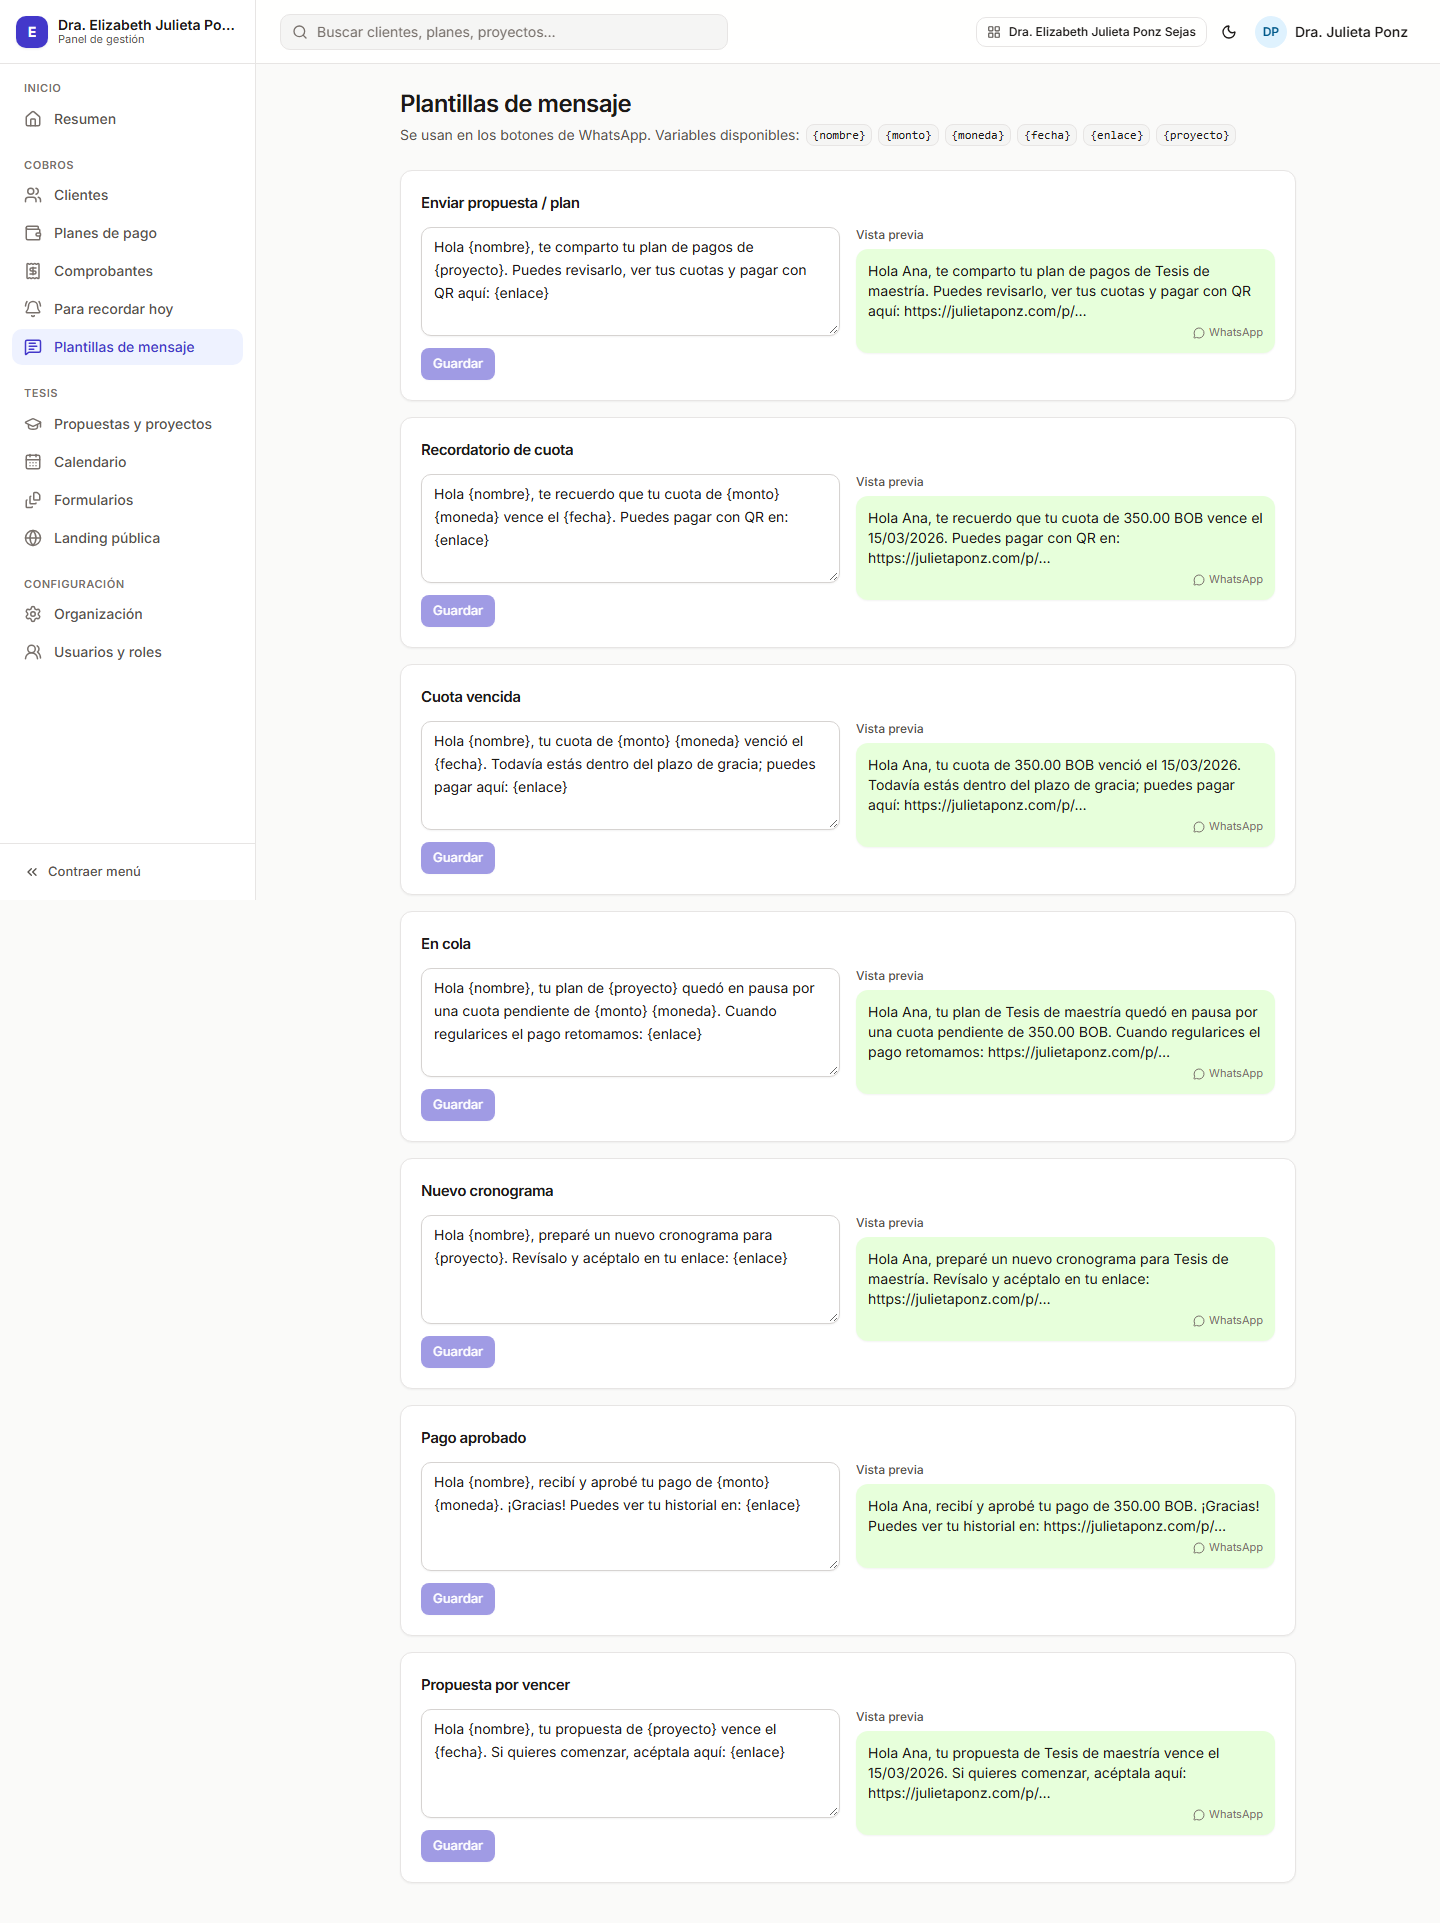 E
Dra. Elizabeth Julieta Po...
Panel de gestión
Buscar clientes, planes, proyectos...
Dra. Elizabeth Julieta Ponz Sejas
DP
Dra. Julieta Ponz
INICIO
Resumen
COBROS
Clientes
Planes de pago
Comprobantes
Para recordar hoy
Plantillas de mensaje
TESIS
Propuestas y proyectos
Calendario
Formularios
Landing pública
CONFIGURACIÓN
Organización
Usuarios y roles
Contraer menú
Plantillas de mensaje
Se usan en los botones de WhatsApp. Variables disponibles: {nombre} {monto} {moneda} {fecha} {enlace} {proyecto}
Enviar propuesta / plan
Hola {nombre}, te comparto tu plan de pagos de
{proyecto}. Puedes revisarlo, ver tus cuotas y pagar con
QR aquí: {enlace}
Guardar
Vista previa
Hola Ana, te comparto tu plan de pagos de Tesis de
maestría. Puedes revisarlo, ver tus cuotas y pagar con QR
aquí: https://julietaponz.com/p/...
WhatsApp
Recordatorio de cuota
Hola {nombre}, te recuerdo que tu cuota de {monto}
{moneda} vence el {fecha}. Puedes pagar con QR en:
{enlace}
Guardar
Vista previa
Hola Ana, te recuerdo que tu cuota de 350.00 BOB vence el
15/03/2026. Puedes pagar con QR en:
https://julietaponz.com/p/...
WhatsApp
Cuota vencida
Hola {nombre}, tu cuota de {monto} {moneda} venció el
{fecha}. Todavía estás dentro del plazo de gracia; puedes
pagar aquí: {enlace}
Guardar
Vista previa
Hola Ana, tu cuota de 350.00 BOB venció el 15/03/2026.
Todavía estás dentro del plazo de gracia; puedes pagar
aquí: https://julietaponz.com/p/...
WhatsApp
En cola
Hola {nombre}, tu plan de {proyecto} quedó en pausa por
una cuota pendiente de {monto} {moneda}. Cuando
regularices el pago retomamos: {enlace}
Guardar
Vista previa
Hola Ana, tu plan de Tesis de maestría quedó en pausa por
una cuota pendiente de 350.00 BOB. Cuando regularices el
pago retomamos: https://julietaponz.com/p/...
WhatsApp
Nuevo cronograma
Hola {nombre}, preparé un nuevo cronograma para
{proyecto}. Revísalo y acéptalo en tu enlace: {enlace}
Guardar
Vista previa
Hola Ana, preparé un nuevo cronograma para Tesis de
maestría. Revísalo y acéptalo en tu enlace:
https://julietaponz.com/p/...
WhatsApp
Pago aprobado
Hola {nombre}, recibí y aprobé tu pago de {monto}
{moneda}. ¡Gracias! Puedes ver tu historial en: {enlace}
Guardar
Vista previa
Hola Ana, recibí y aprobé tu pago de 350.00 BOB. ¡Gracias!
Puedes ver tu historial en: https://julietaponz.com/p/...
WhatsApp
Propuesta por vencer
Hola {nombre}, tu propuesta de {proyecto} vence el
{fecha}. Si quieres comenzar, acéptala aquí: {enlace}
Guardar
Vista previa
Hola Ana, tu propuesta de Tesis de maestría vence el
15/03/2026. Si quieres comenzar, acéptala aquí:
https://julietaponz.com/p/...
WhatsApp